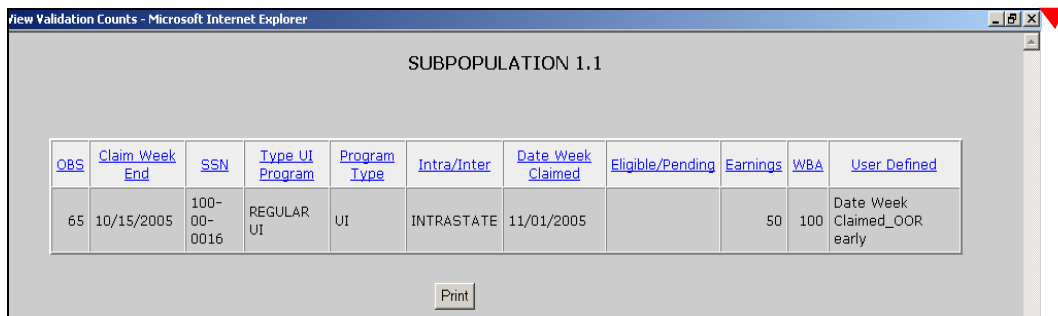 View Validation Counts - Microsoft Internet Explorer
SUBPOPULATION 1.1
OBS Claim Week End SSN Type UI Program Program Type Intra/Inter Date Week Claimed Eligible/Pending Earnings WBA User Defined
65 10/15/2005 100-00-0016 REGULAR UI UI INTRASTATE 11/01/2005 50 100 Date Week Claimed_OOR early
Print